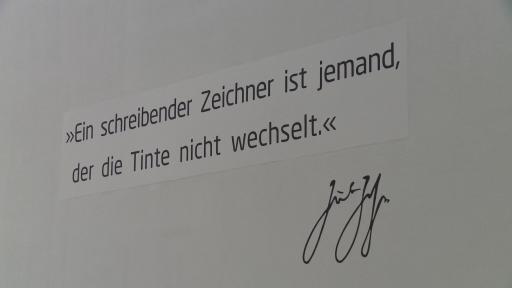 »Ein schreibender Zeichner ist jemand,
der die Tinte nicht wechselt.«